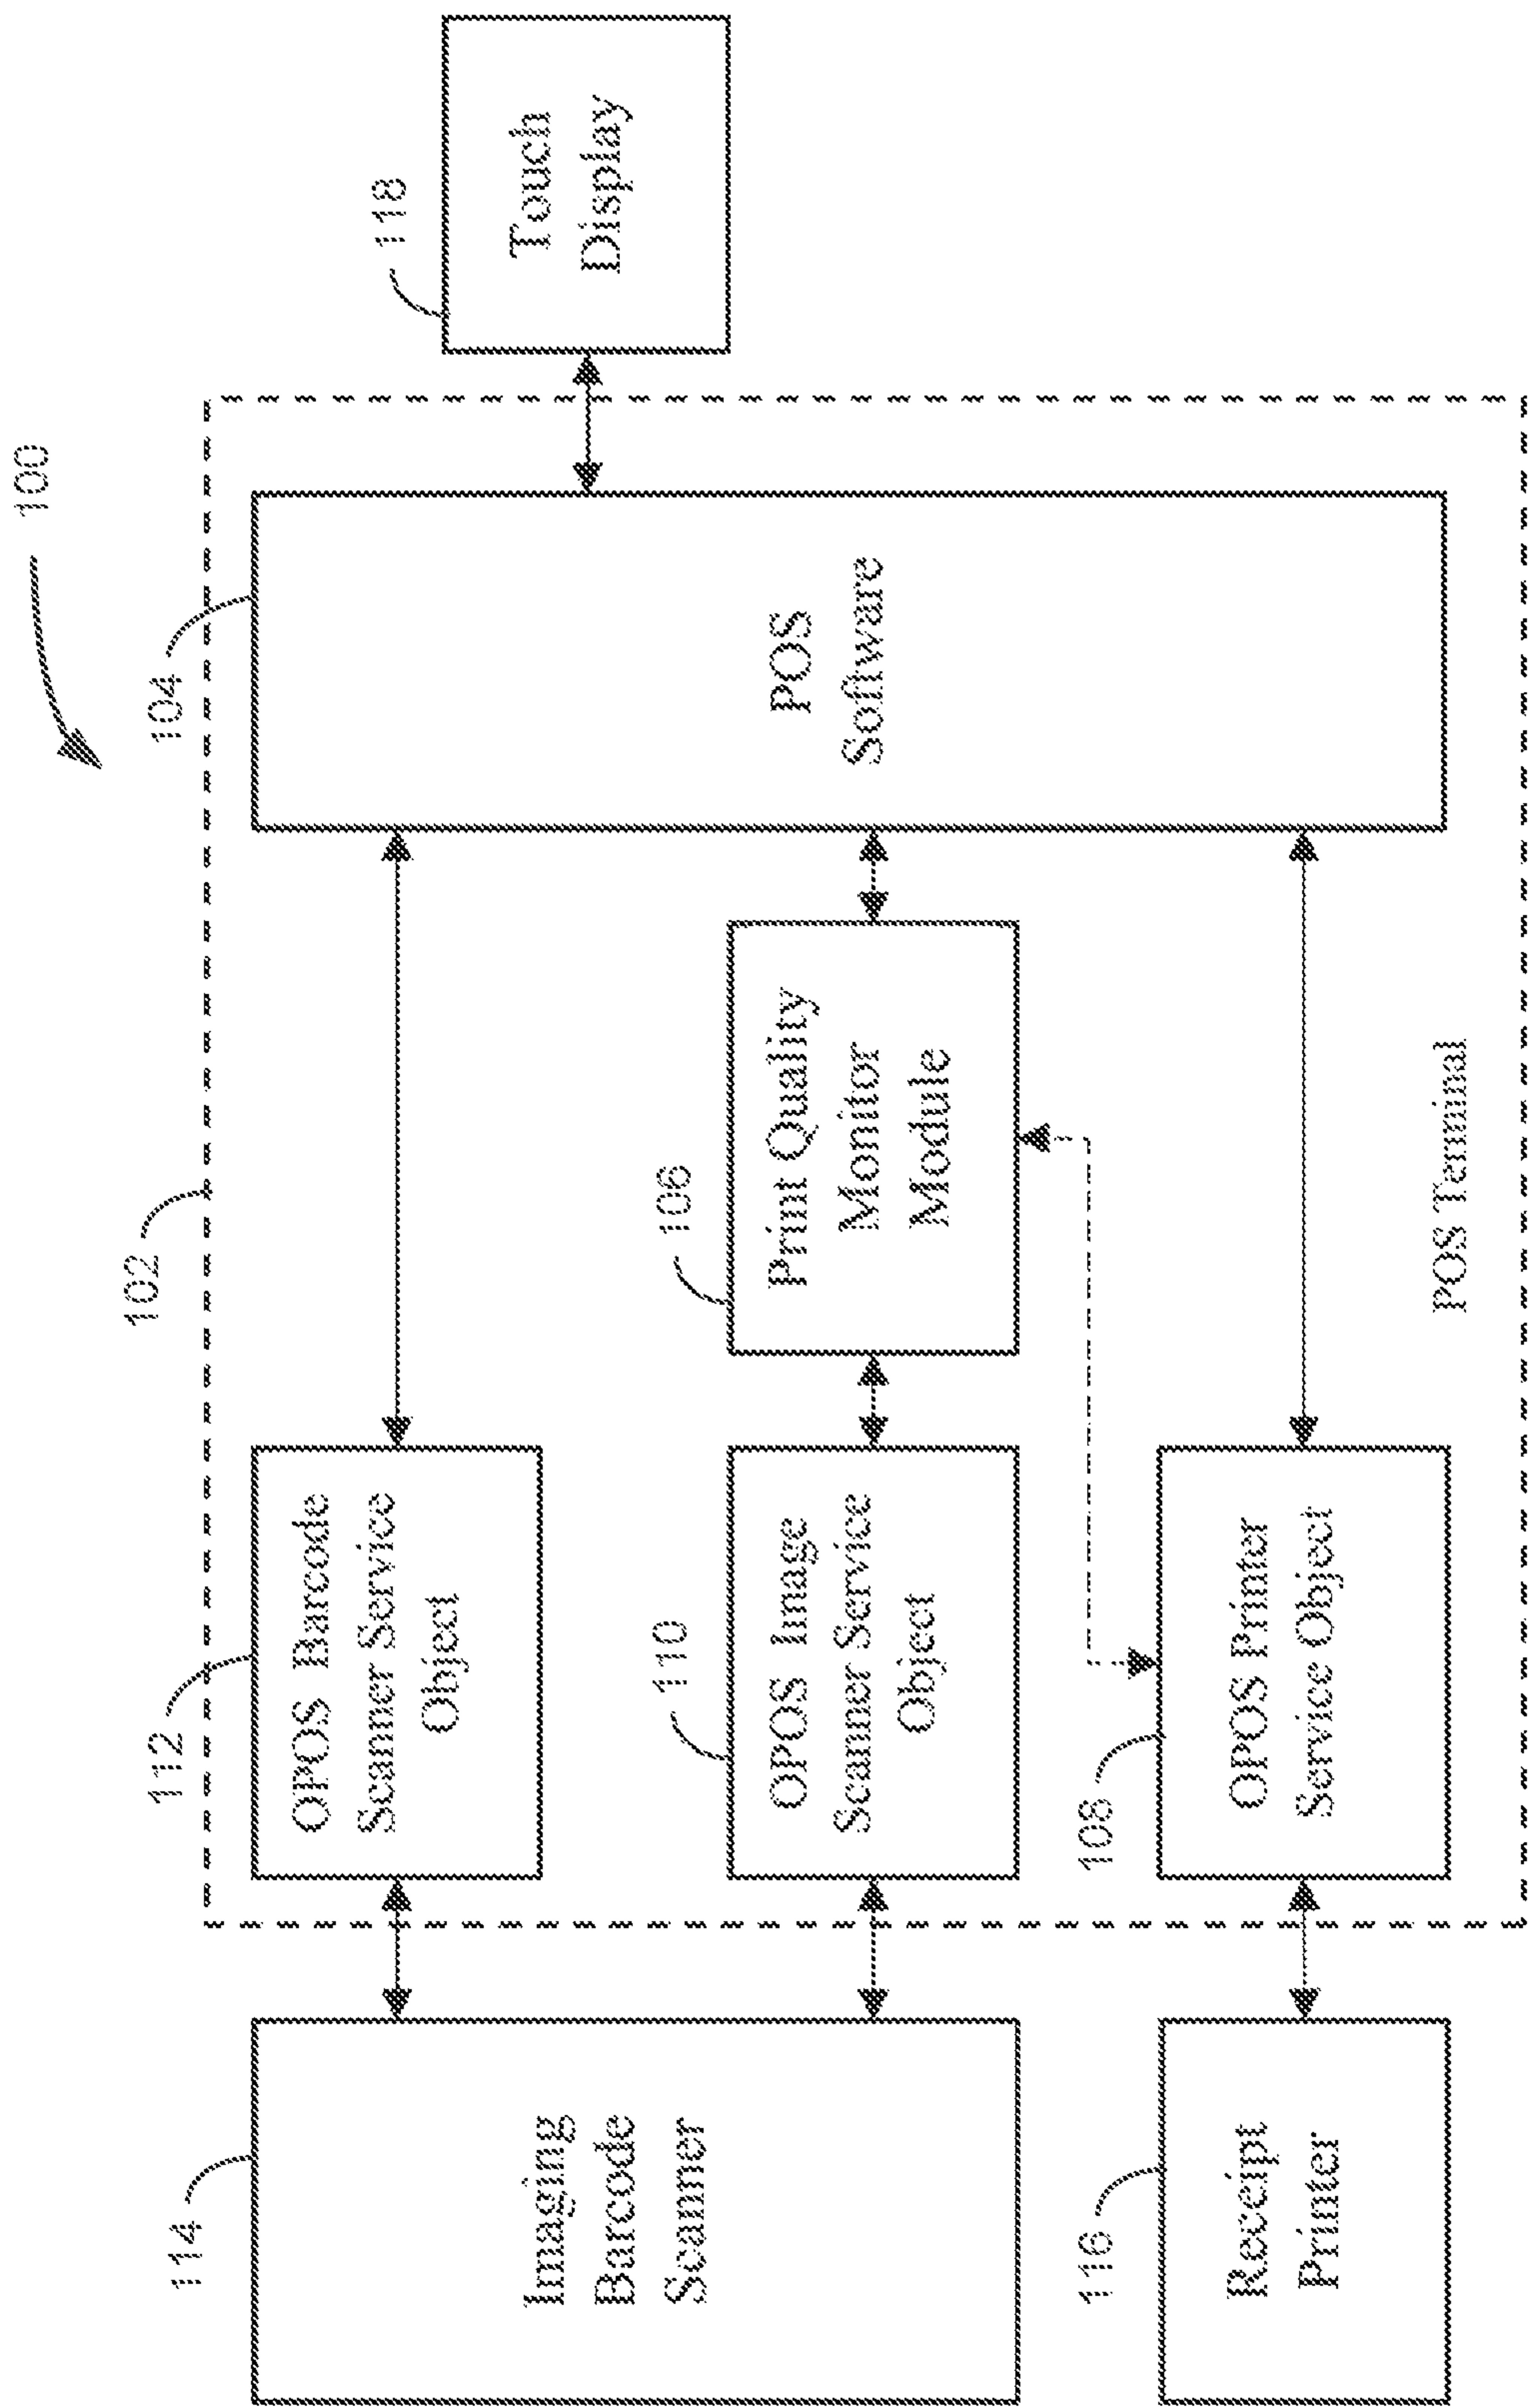 100
102
112
104
OPOS Barcode
Scanner Service
Object
114
Imaging
Barcode
Scanner
110
OPOS Image
Scanner Service
Object
106
Print Quality
Monitor
Module
POS
Software
118
Touch
Display
116
Receipt
Printer
108
OPOS Printer
Service Object
POS Terminal